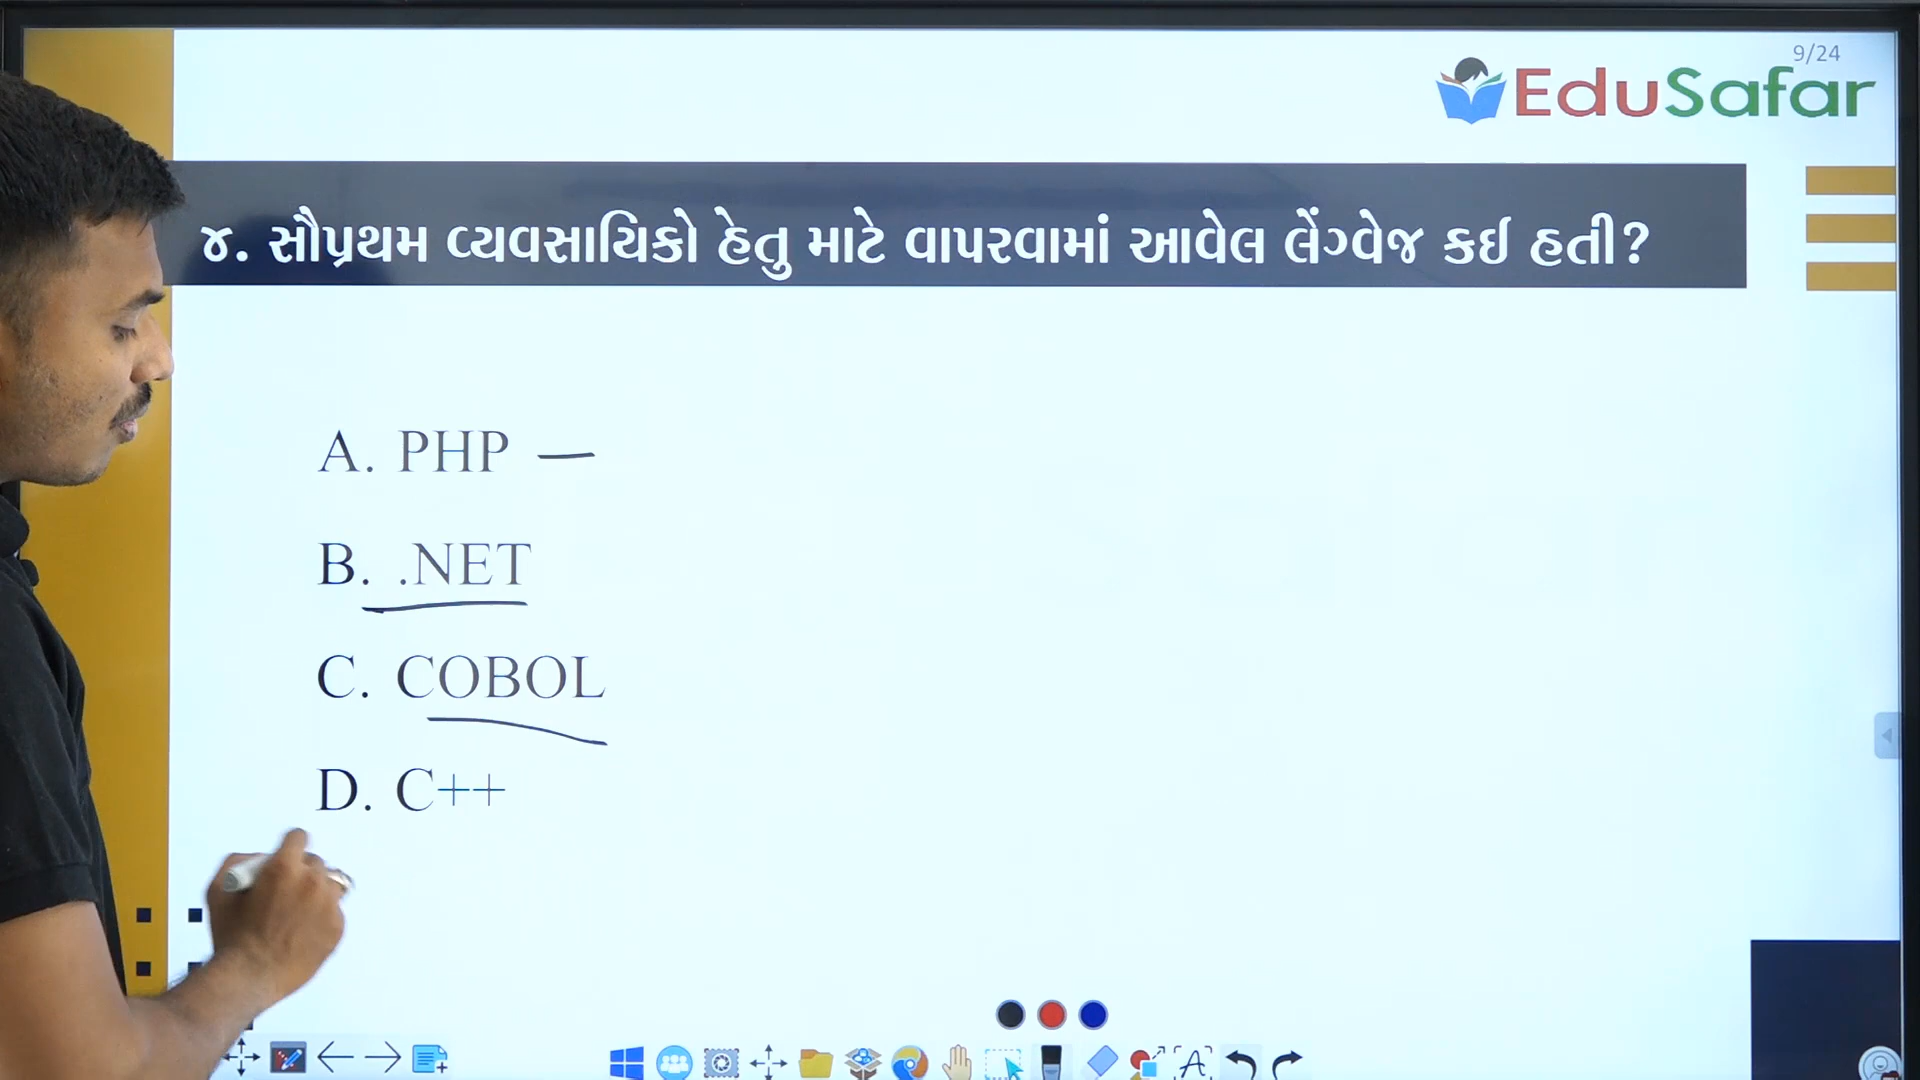 9/24
EduSafar
૪. સૌપ્રથમ વ્યવસાયિકો હેતુ માટે વાપરવામાં આવેલ લેંગ્વેજ કઈ હતી?
A. PHP
B. .NET
C. COBOL
D. C++